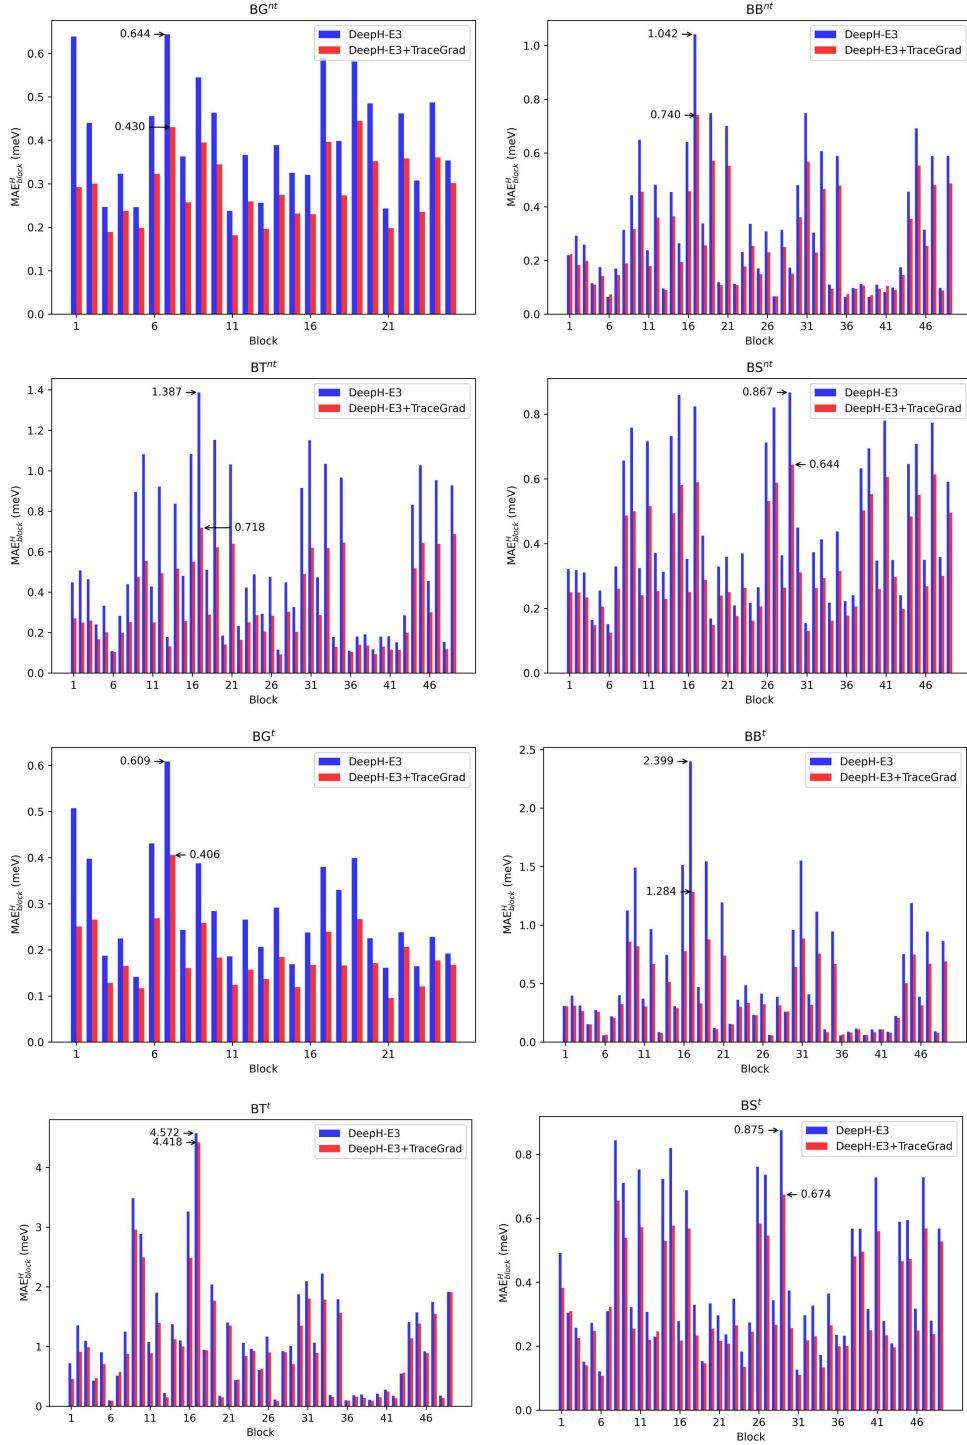 BG^nt
MAE^H_block (meV)
0.6
0.5
0.4
0.3
0.2
0.1
0.0
0.644
0.430
DeepH-E3
DeepH-E3+TraceGrad
1 6 11 16 21
Block
BB^nt
MAE^H_block (meV)
1.0
0.8
0.6
0.4
0.2
0.0
1.042
0.740
DeepH-E3
DeepH-E3+TraceGrad
1 6 11 16 21 26 31 36 41 46
Block
BT^nt
MAE^H_block (meV)
1.4
1.2
1.0
0.8
0.6
0.4
0.2
0.0
1.387
0.718
DeepH-E3
DeepH-E3+TraceGrad
1 6 11 16 21 26 31 36 41 46
Block
BS^nt
MAE^H_block (meV)
0.8
0.6
0.4
0.2
0.0
0.867
0.644
DeepH-E3
DeepH-E3+TraceGrad
1 6 11 16 21 26 31 36 41 46
Block
BG^t
MAE^H_block (meV)
0.6
0.5
0.4
0.3
0.2
0.1
0.0
0.609
0.406
DeepH-E3
DeepH-E3+TraceGrad
1 6 11 16 21
Block
BB^t
MAE^H_block (meV)
2.5
2.0
1.5
1.0
0.5
0.0
2.399
1.284
DeepH-E3
DeepH-E3+TraceGrad
1 6 11 16 21 26 31 36 41 46
Block
BT^t
MAE^H_block (meV)
4
3
2
1
0
4.572
4.418
DeepH-E3
DeepH-E3+TraceGrad
1 6 11 16 21 26 31 36 41 46
Block
BS^t
MAE^H_block (meV)
0.8
0.6
0.4
0.2
0.0
0.875
0.674
DeepH-E3
DeepH-E3+TraceGrad
1 6 11 16 21 26 31 36 41 46
Block